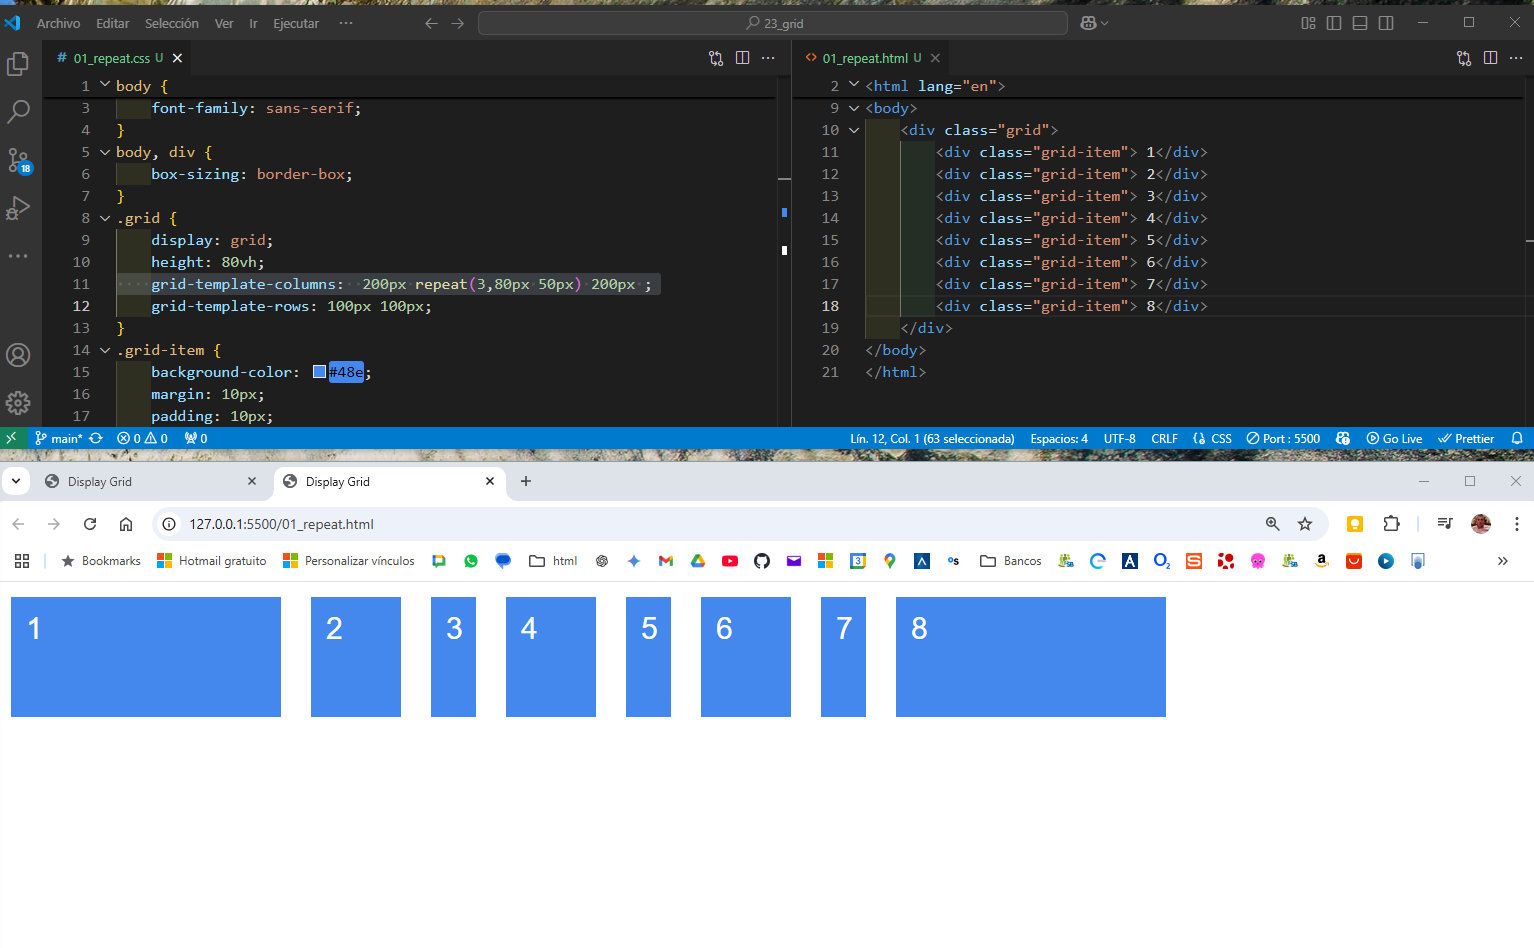 Archivo Editar Selección Ver Ir Ejecutar ··· 23_grid
# 01_repeat.css U
<> 01_repeat.html U
1 body {
3 font-family: sans-serif;
4 }
5 body, div {
6 box-sizing: border-box;
7 }
8 .grid {
9 display: grid;
10 height: 80vh;
11 grid-template-columns: 200px repeat(3,80px 50px) 200px ;
12 grid-template-rows: 100px 100px;
13 }
14 .grid-item {
15 background-color: #48e;
16 margin: 10px;
17 padding: 10px;
2 <html lang="en">
9 <body>
10 <div class="grid">
11 <div class="grid-item"> 1</div>
12 <div class="grid-item"> 2</div>
13 <div class="grid-item"> 3</div>
14 <div class="grid-item"> 4</div>
15 <div class="grid-item"> 5</div>
16 <div class="grid-item"> 6</div>
17 <div class="grid-item"> 7</div>
18 <div class="grid-item"> 8</div>
19 </div>
20 </body>
21 </html>
18
main* 0 0 0 Lín. 12, Col. 1 (63 seleccionada) Espacios: 4 UTF-8 CRLF CSS Port : 5500 Go Live Prettier
Display Grid Display Grid
127.0.0.1:5500/01_repeat.html
Bookmarks Hotmail gratuito Personalizar vínculos html Bancos
1 2 3 4 5 6 7 8